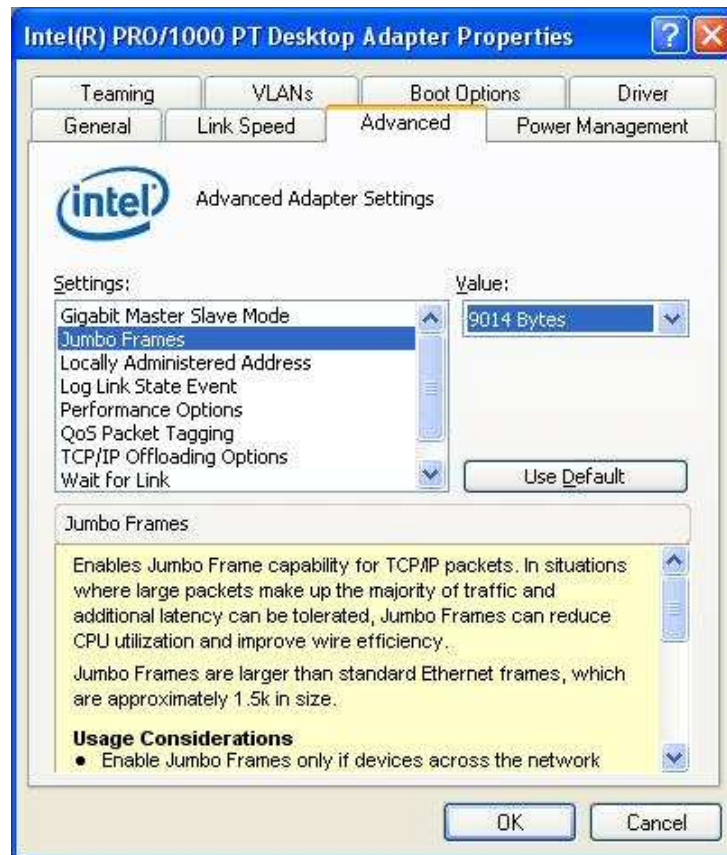 Intel(R) PRO/1000 PT Desktop Adapter Properties
Teaming VLANs Boot Options Driver
General Link Speed Advanced Power Management
intel Advanced Adapter Settings
Settings: Value:
Gigabit Master Slave Mode 9014 Bytes
Jumbo Frames
Locally Administered Address
Log Link State Event
Performance Options
QoS Packet Tagging
TCP/IP Offloading Options
Wait for Link Use Default
Jumbo Frames
Enables Jumbo Frame capability for TCP/IP packets. In situations
where large packets make up the majority of traffic and
additional latency can be tolerated, Jumbo Frames can reduce
CPU utilization and improve wire efficiency.
Jumbo Frames are larger than standard Ethernet frames, which
are approximately 1.5k in size.
Usage Considerations
● Enable Jumbo Frames only if devices across the network
OK Cancel